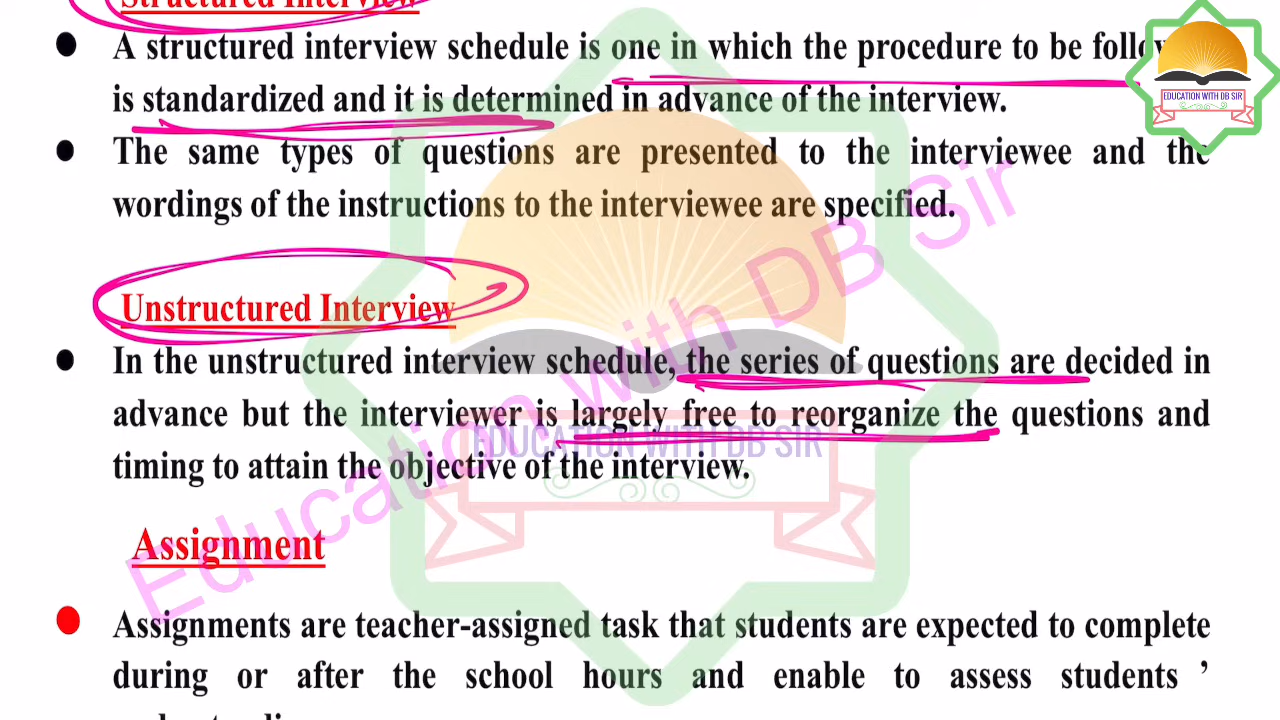 Structured Interview
● A structured interview schedule is one in which the procedure to be
is standardized and it is determined in advance of the interview.
● The same types of questions are presented to the interviewee and the
wordings of the instructions to the interviewee are specified.
Unstructured Interview
● In the unstructured interview schedule, the series of questions are decided in
advance but the interviewer is largely free to reorganize the questions and
timing to attain the objective of the interview.
Assignment
● Assignments are teacher-assigned task that students are expected to complete
during or after the school hours and enable to assess students ’
EDUCATION WITH DB SIR
Education with DB Sir
EDUCATION WITH DB SIR